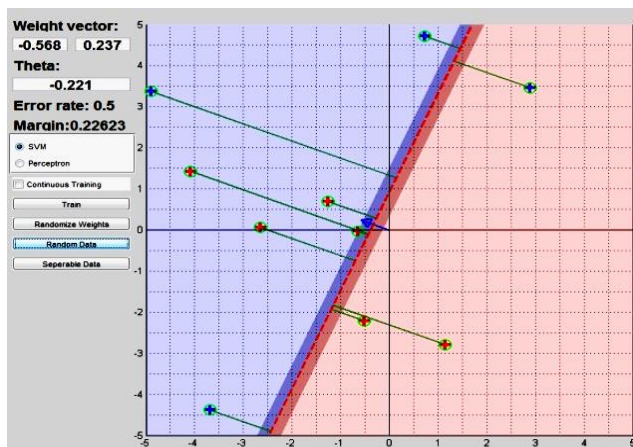 Weight vector:
-0.568 0.237
Theta:
-0.221
Error rate: 0.5
Margin:0.22623
SVM
Perceptron
Continuous Training
Train
Randomize Weights
Random Data
Seperable Data
5
4
3
2
1
0
-1
-2
-3
-4
-5
-5 -4 -3 -2 -1 0 1 2 3 4 5